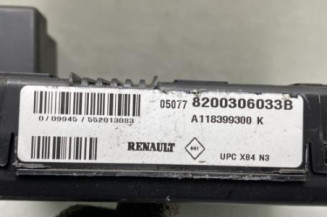 05077 8200306033B
A118399300 K
0709945 / 552013083
RENAULT
UPC X84 N3